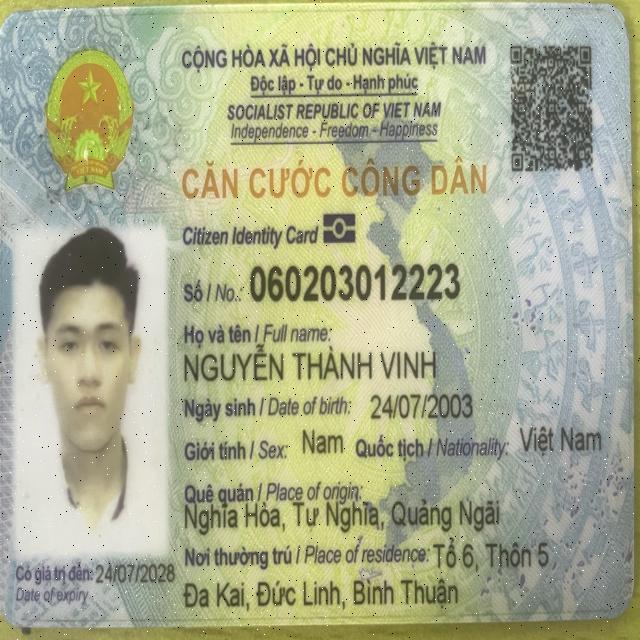 CỘNG HÒA XÃ HỘI CHỦ NGHĨA VIỆT NAM
Độc lập - Tự do - Hạnh phúc
SOCIALIST REPUBLIC OF VIET NAM
Independence - Freedom - Happiness
CĂN CƯỚC CÔNG DÂN
Citizen Identity Card
Số / No.: 060203012223
Họ và tên / Full name:
NGUYỄN THÀNH VINH
Ngày sinh / Date of birth: 24/07/2003
Giới tính / Sex: Nam Quốc tịch / Nationality: Việt Nam
Quê quán / Place of origin:
Nghĩa Hòa, Tư Nghĩa, Quảng Ngãi
Nơi thường trú / Place of residence: Tổ 6, Thôn 5
Đa Kai, Đức Linh, Bình Thuận
Có giá trị đến: 24/07/2028
Date of expiry
VIỆT NAM